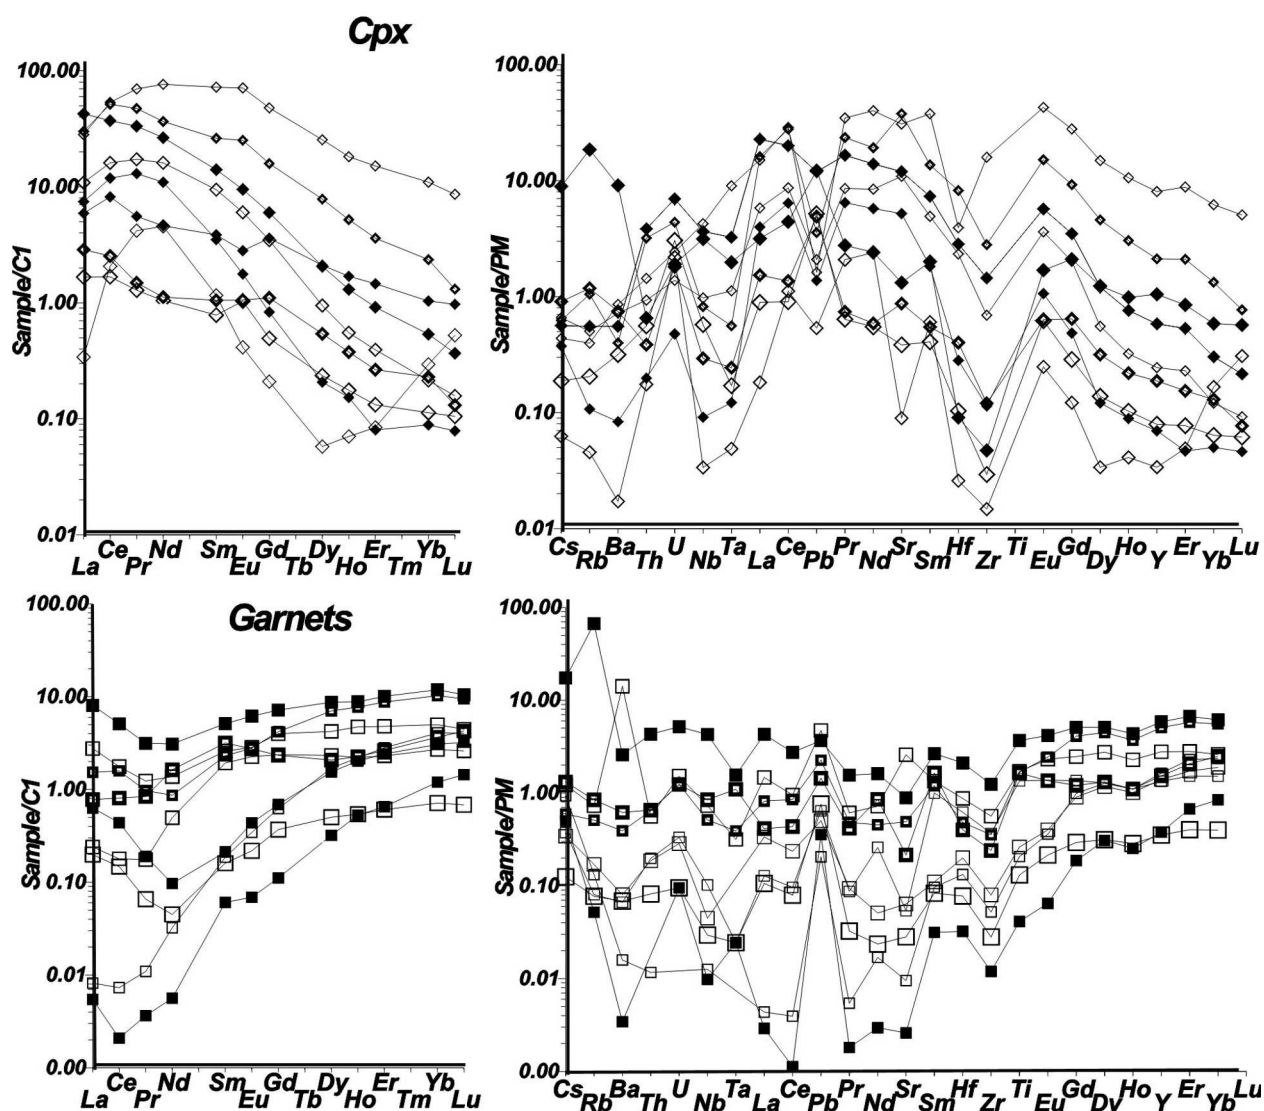 Cpx
100.00
10.00
1.00
0.10
0.01
Sample/C1
La Ce Pr Nd Sm Eu Gd Tb Dy Ho Er Tm Yb Lu
100.00
10.00
1.00
0.10
0.01
Sample/PM
Cs Rb Ba Th U Nb Ta La Ce Pb Pr Nd Sr Sm Hf Zr Ti Eu Gd Dy Ho Y Er Yb Lu
Garnets
100.00
10.00
1.00
0.10
0.01
0.00
Sample/C1
La Ce Pr Nd Sm Eu Gd Tb Dy Ho Er Tm Yb Lu
100.00
10.00
1.00
0.10
0.01
0.00
Sample/PM
Cs Rb Ba Th U Nb Ta La Ce Pb Pr Nd Sr Sm Hf Zr Ti Eu Gd Dy Ho Y Er Yb Lu